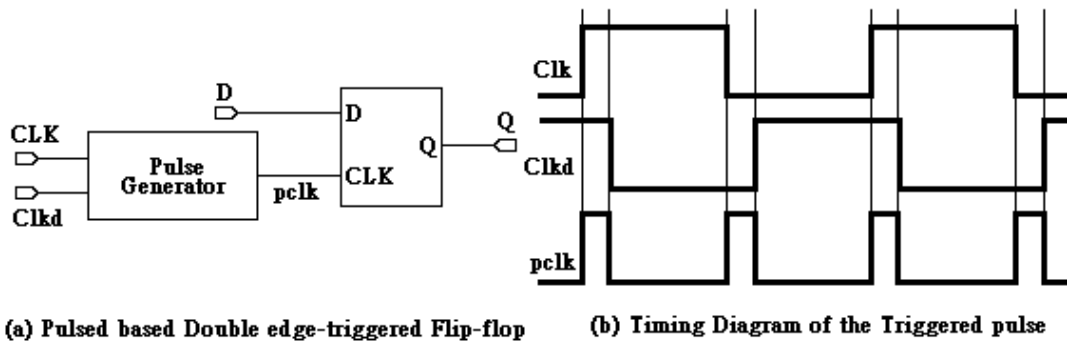 D
CLK
Clkd
Pulse
Generator
pclk
D
CLK
Q
Q
(a) Pulsed based Double edge-triggered Flip-flop
Clk
Clkd
pclk
(b) Timing Diagram of the Triggered pulse